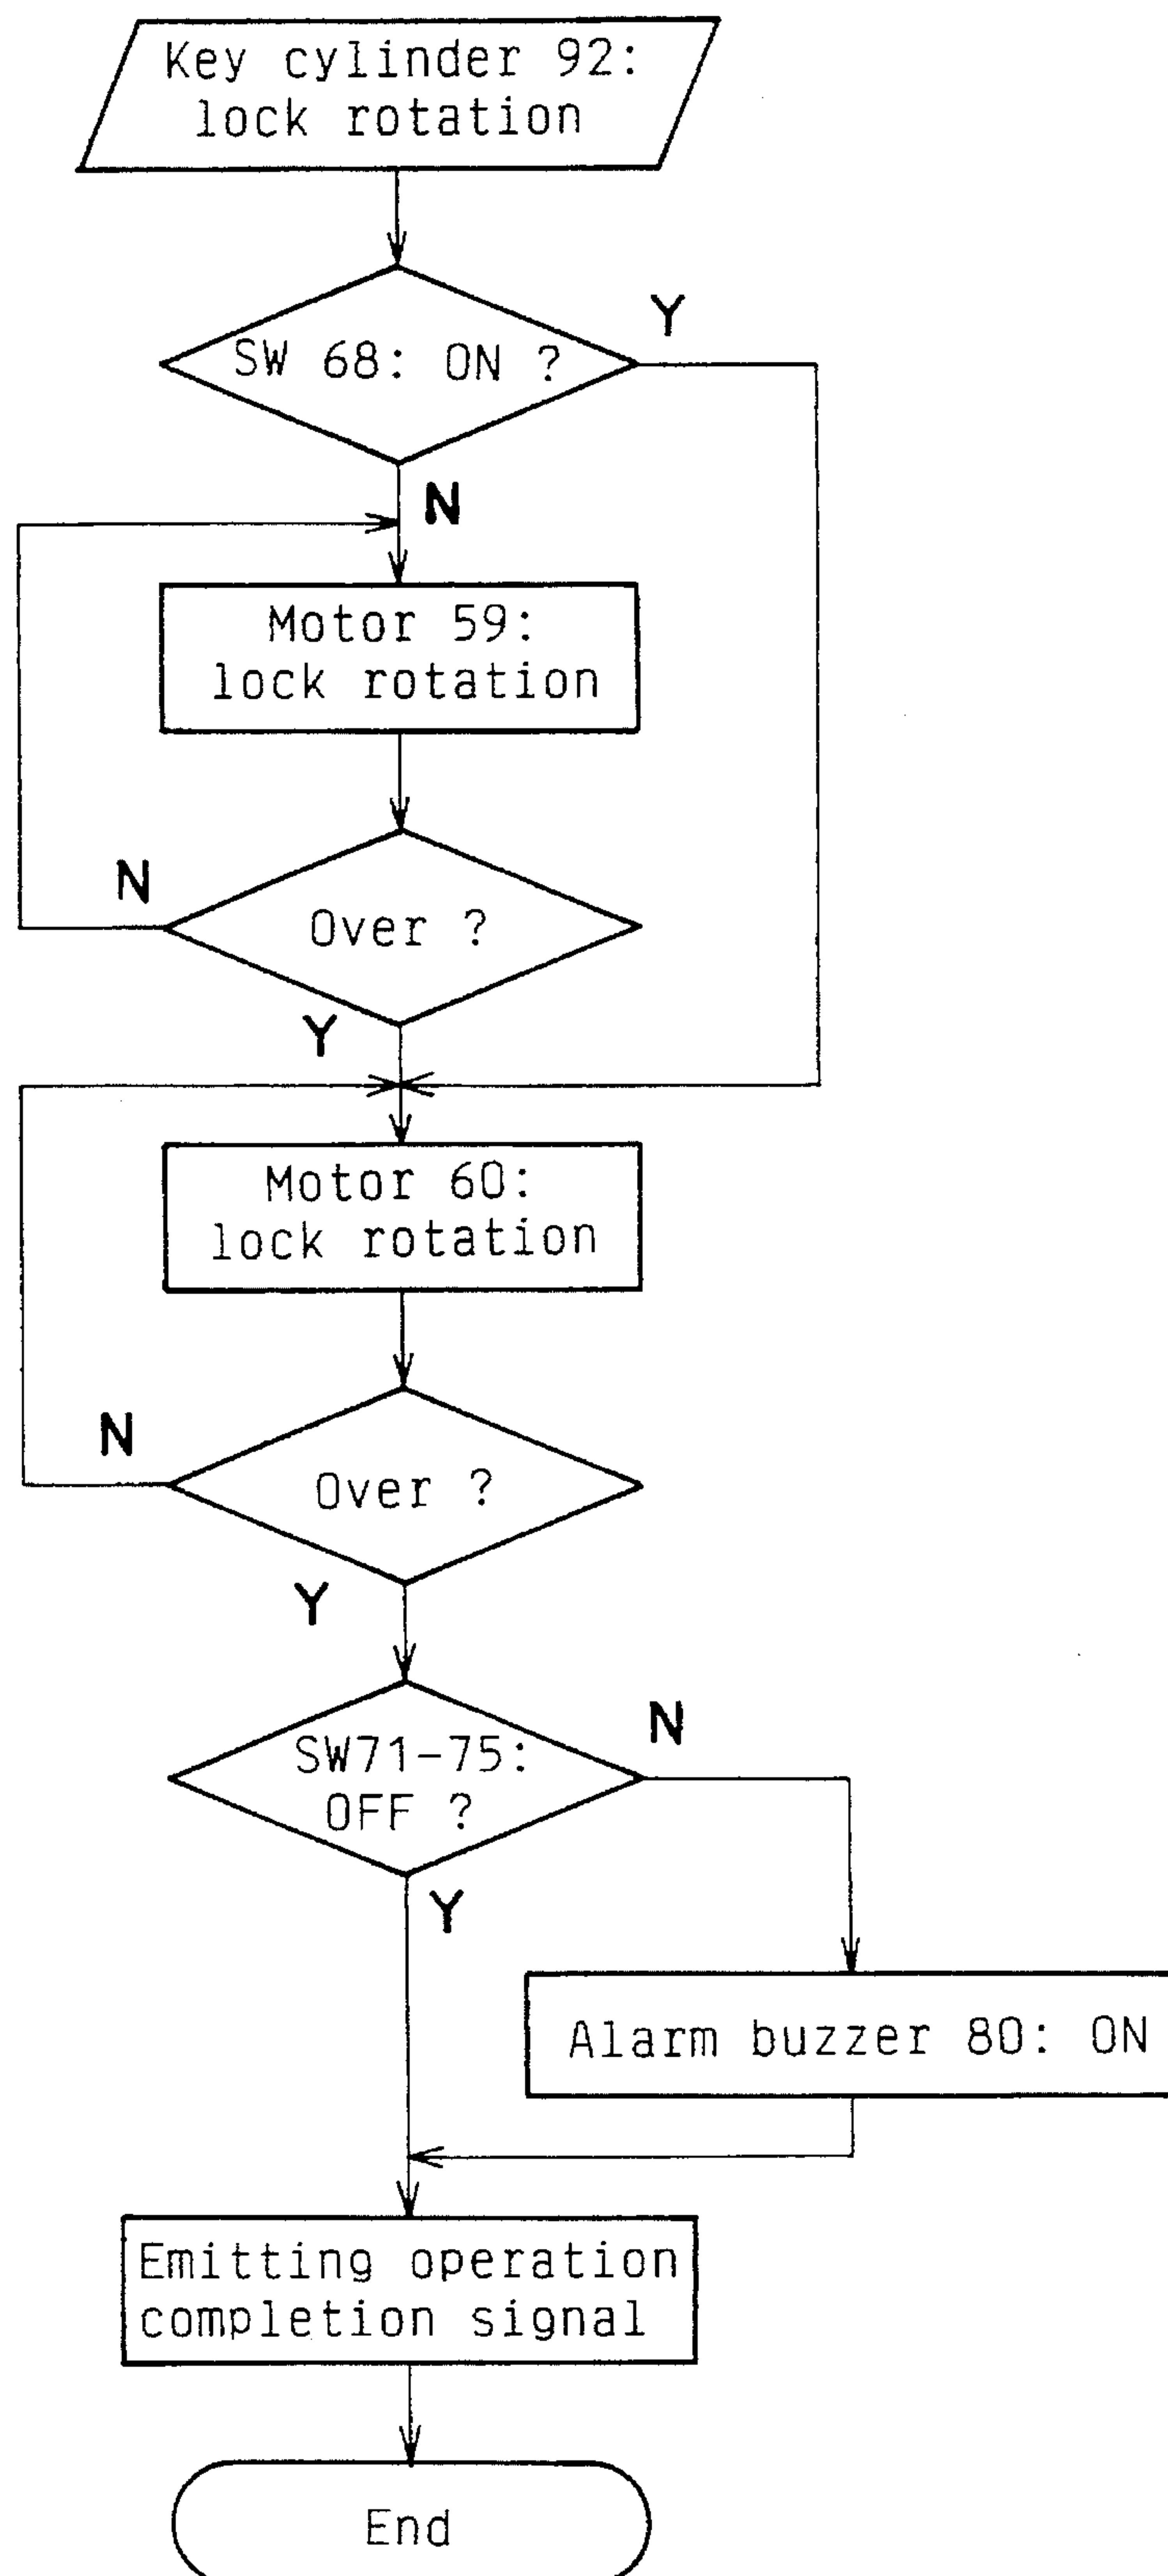 Key cylinder 92:
lock rotation
SW 68: ON ?
Y
N
Motor 59:
lock rotation
N
Over ?
Y
Motor 60:
lock rotation
N
Over ?
Y
SW71-75:
OFF ?
N
Y
Alarm buzzer 80: ON
Emitting operation
completion signal
End